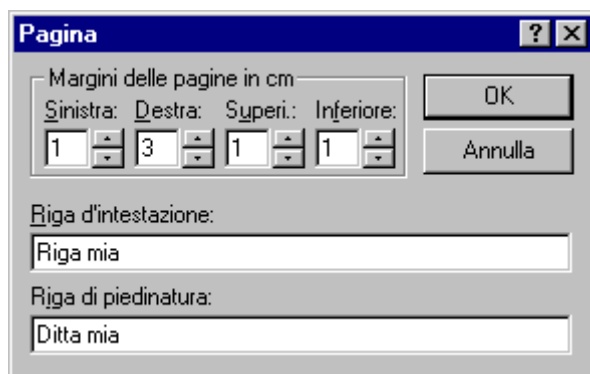 Pagina
Margini delle pagine in cm
Sinistra: Destra: Superi.: Inferiore:
1 3 1 1
OK
Annulla
Riga d'intestazione:
Riga mia
Riga di piedinatura:
Ditta mia